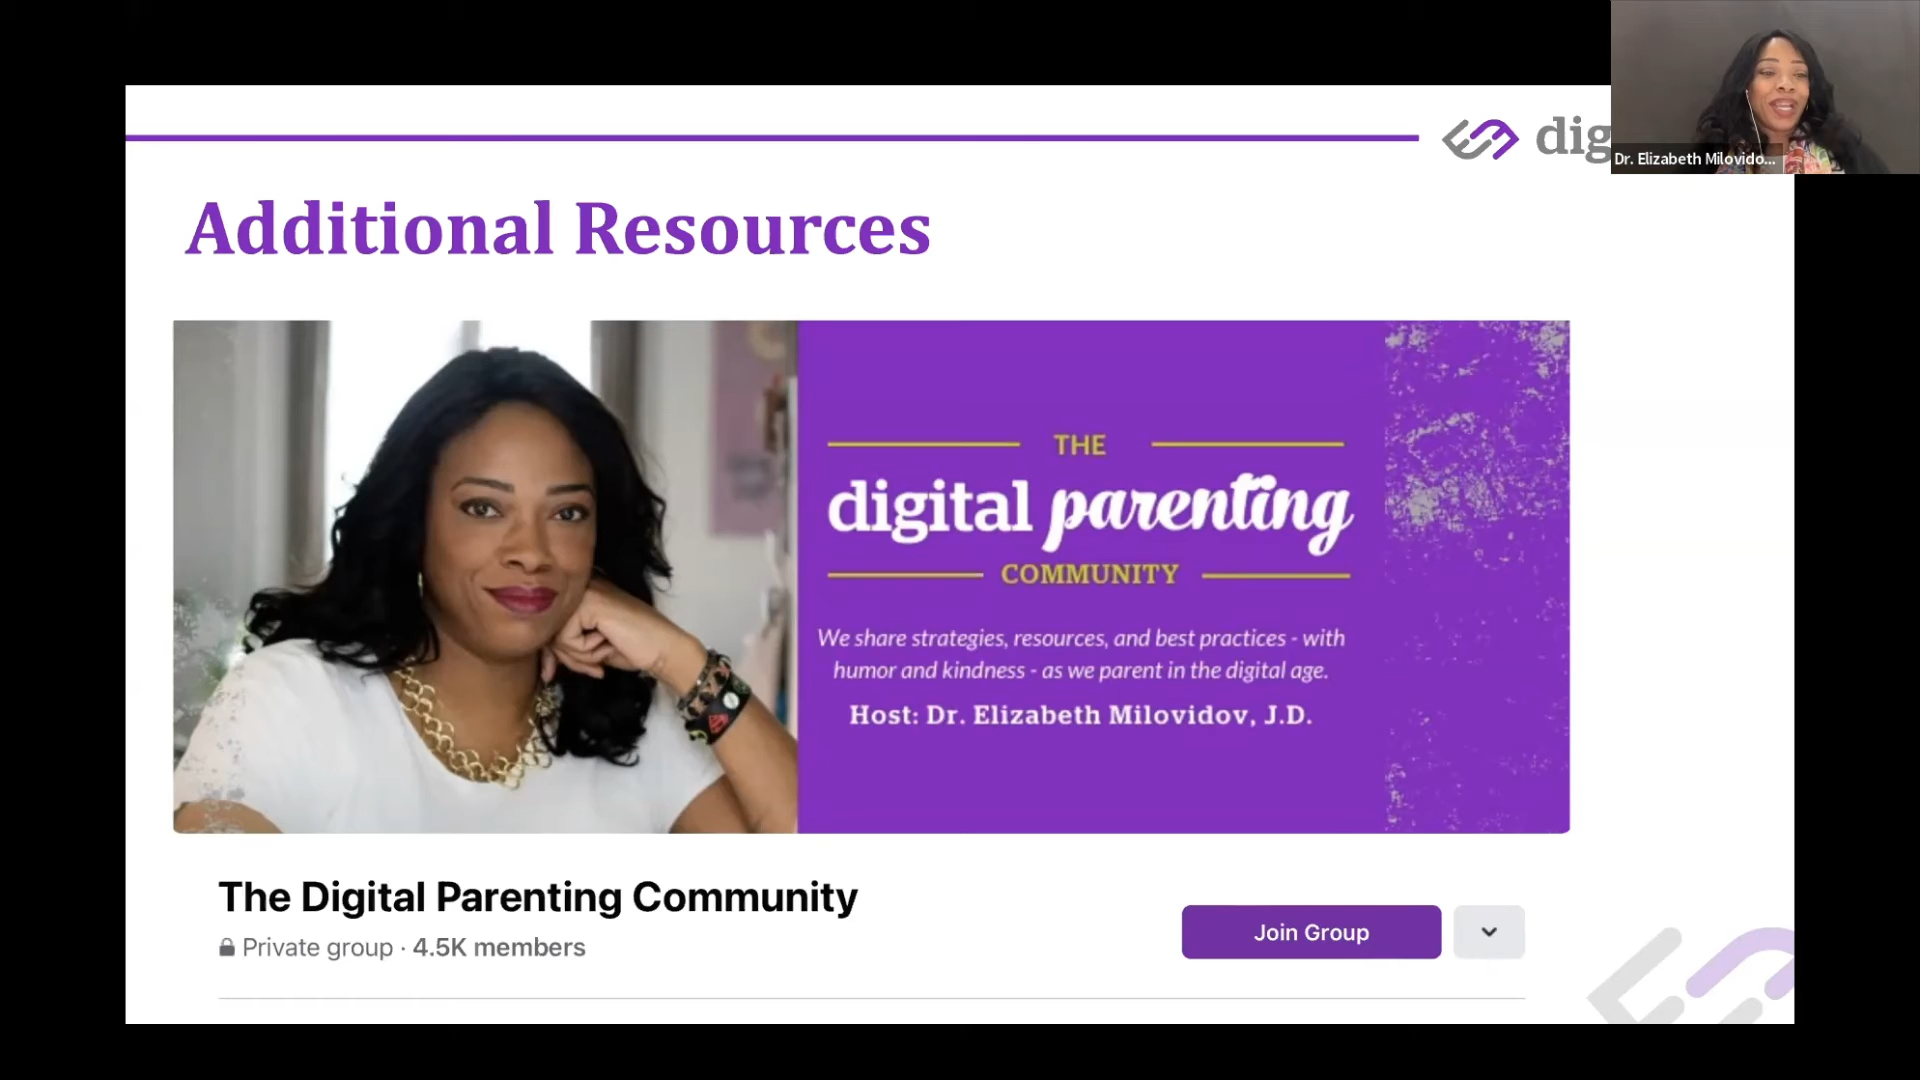 dig
Dr. Elizabeth Milovido...
Additional Resources
THE
digital parenting
COMMUNITY
We share strategies, resources, and best practices - with
humor and kindness - as we parent in the digital age.
Host: Dr. Elizabeth Milovidov, J.D.
The Digital Parenting Community
Private group · 4.5K members
Join Group